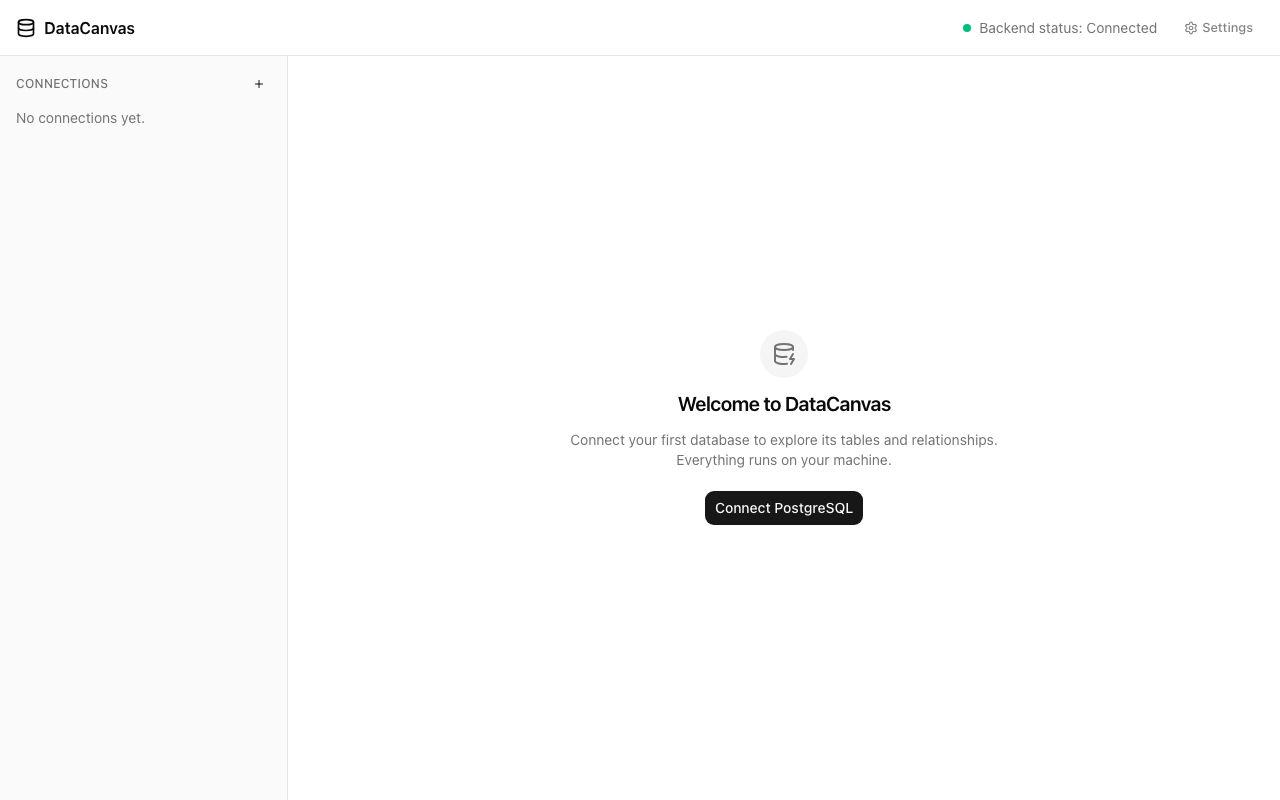 DataCanvas
Backend status: Connected
Settings
CONNECTIONS
No connections yet.
Welcome to DataCanvas
Connect your first database to explore its tables and relationships.
Everything runs on your machine.
Connect PostgreSQL